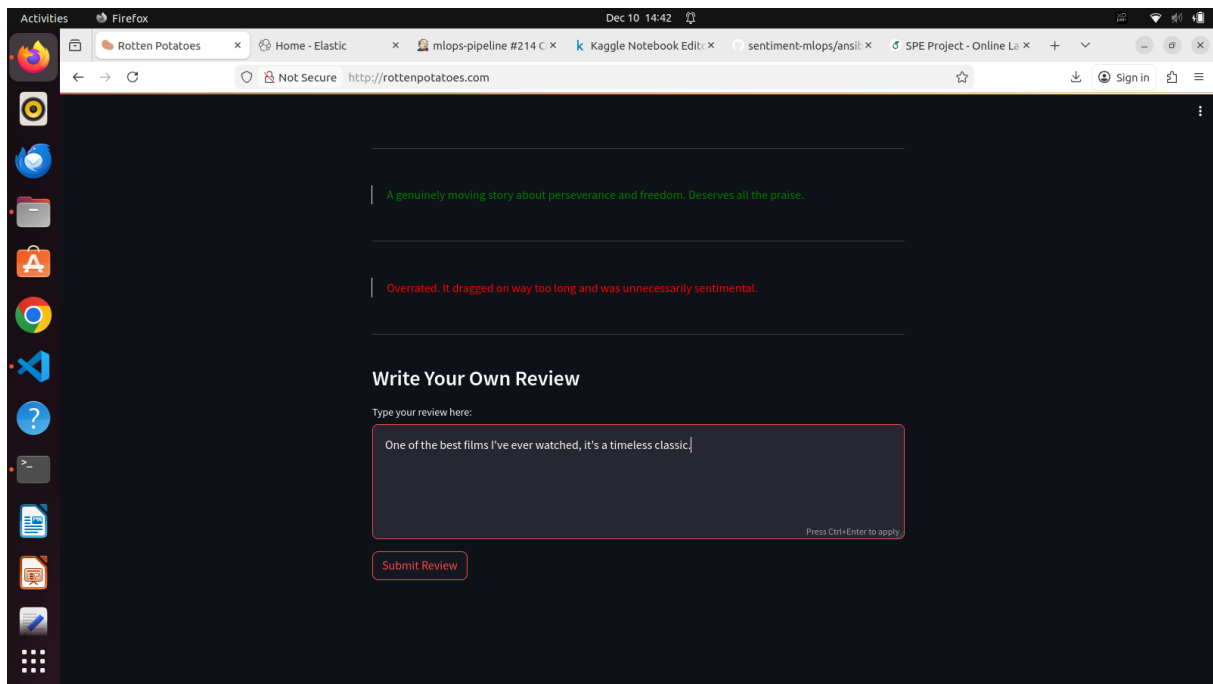 Activities Firefox Dec 10 14:42
Rotten Potatoes Home - Elastic mlops-pipeline #214 Kaggle Notebook Edit sentiment-mlops/ansib SPE Project - Online La
Not Secure http://rottenpotatoes.com Sign in
A genuinely moving story about perseverance and freedom. Deserves all the praise.
Overrated. It dragged on way too long and was unnecessarily sentimental.
Write Your Own Review
Type your review here:
One of the best films I've ever watched, it's a timeless classic.
Press Ctrl+Enter to apply
Submit Review